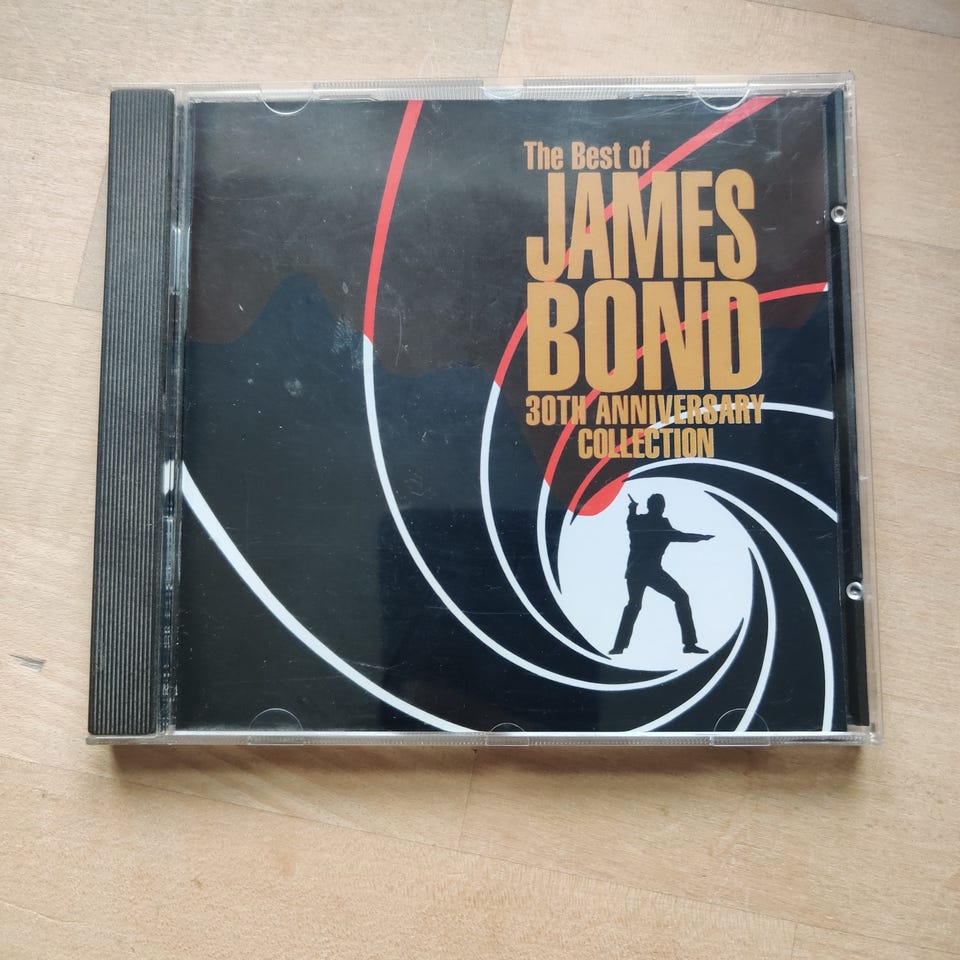 The Best of
JAMES
BOND
30TH ANNIVERSARY
COLLECTION